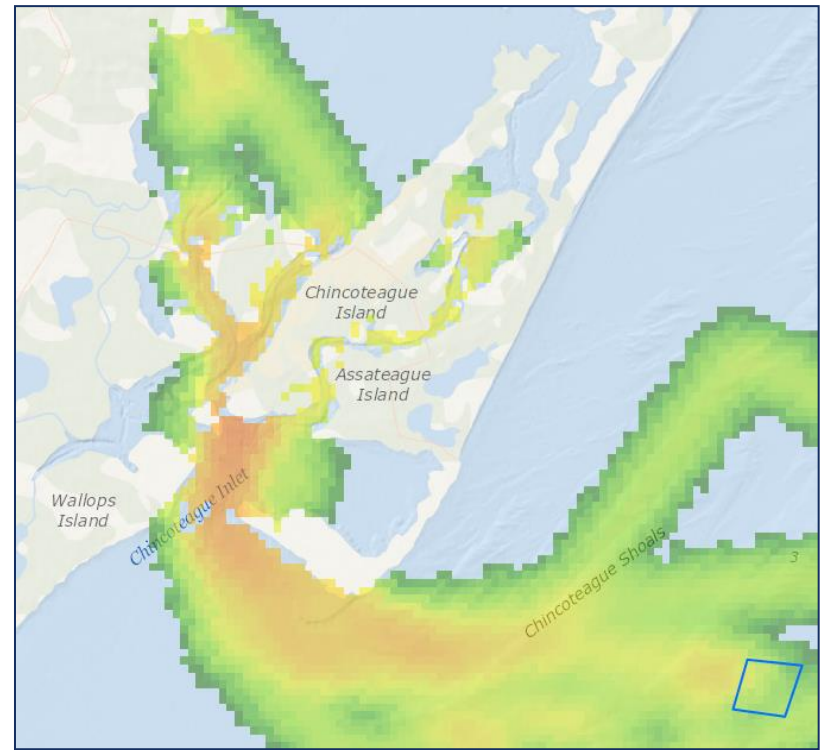 Chincoteague
Island
Assateague
Island
Wallops
Island
Chincoteague Inlet
Chincoteague Shoals
3